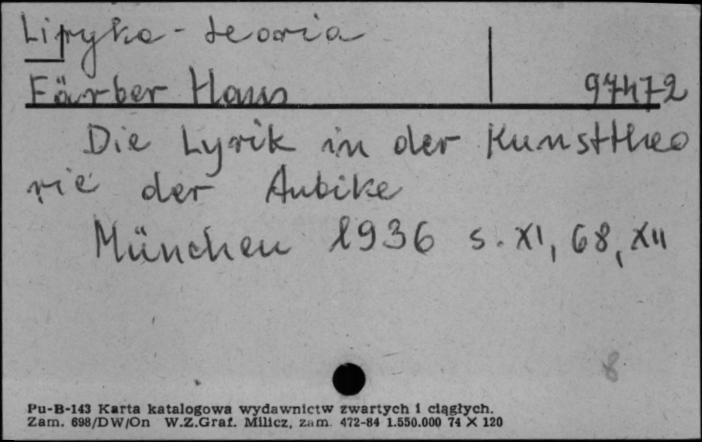 Liryka - teoria
Färber Hans 97472
Die Lyrik in der Kunsttheo
rie der Antike
München 1936 s. XI, 68, XII
8
Pu-B-143 Karta katalogowa wydawnictw zwartych i ciągłych.
Zam. 698/DW/On W.Z.Graf. Milicz, zam. 472-84 1.550.000 74 X 120